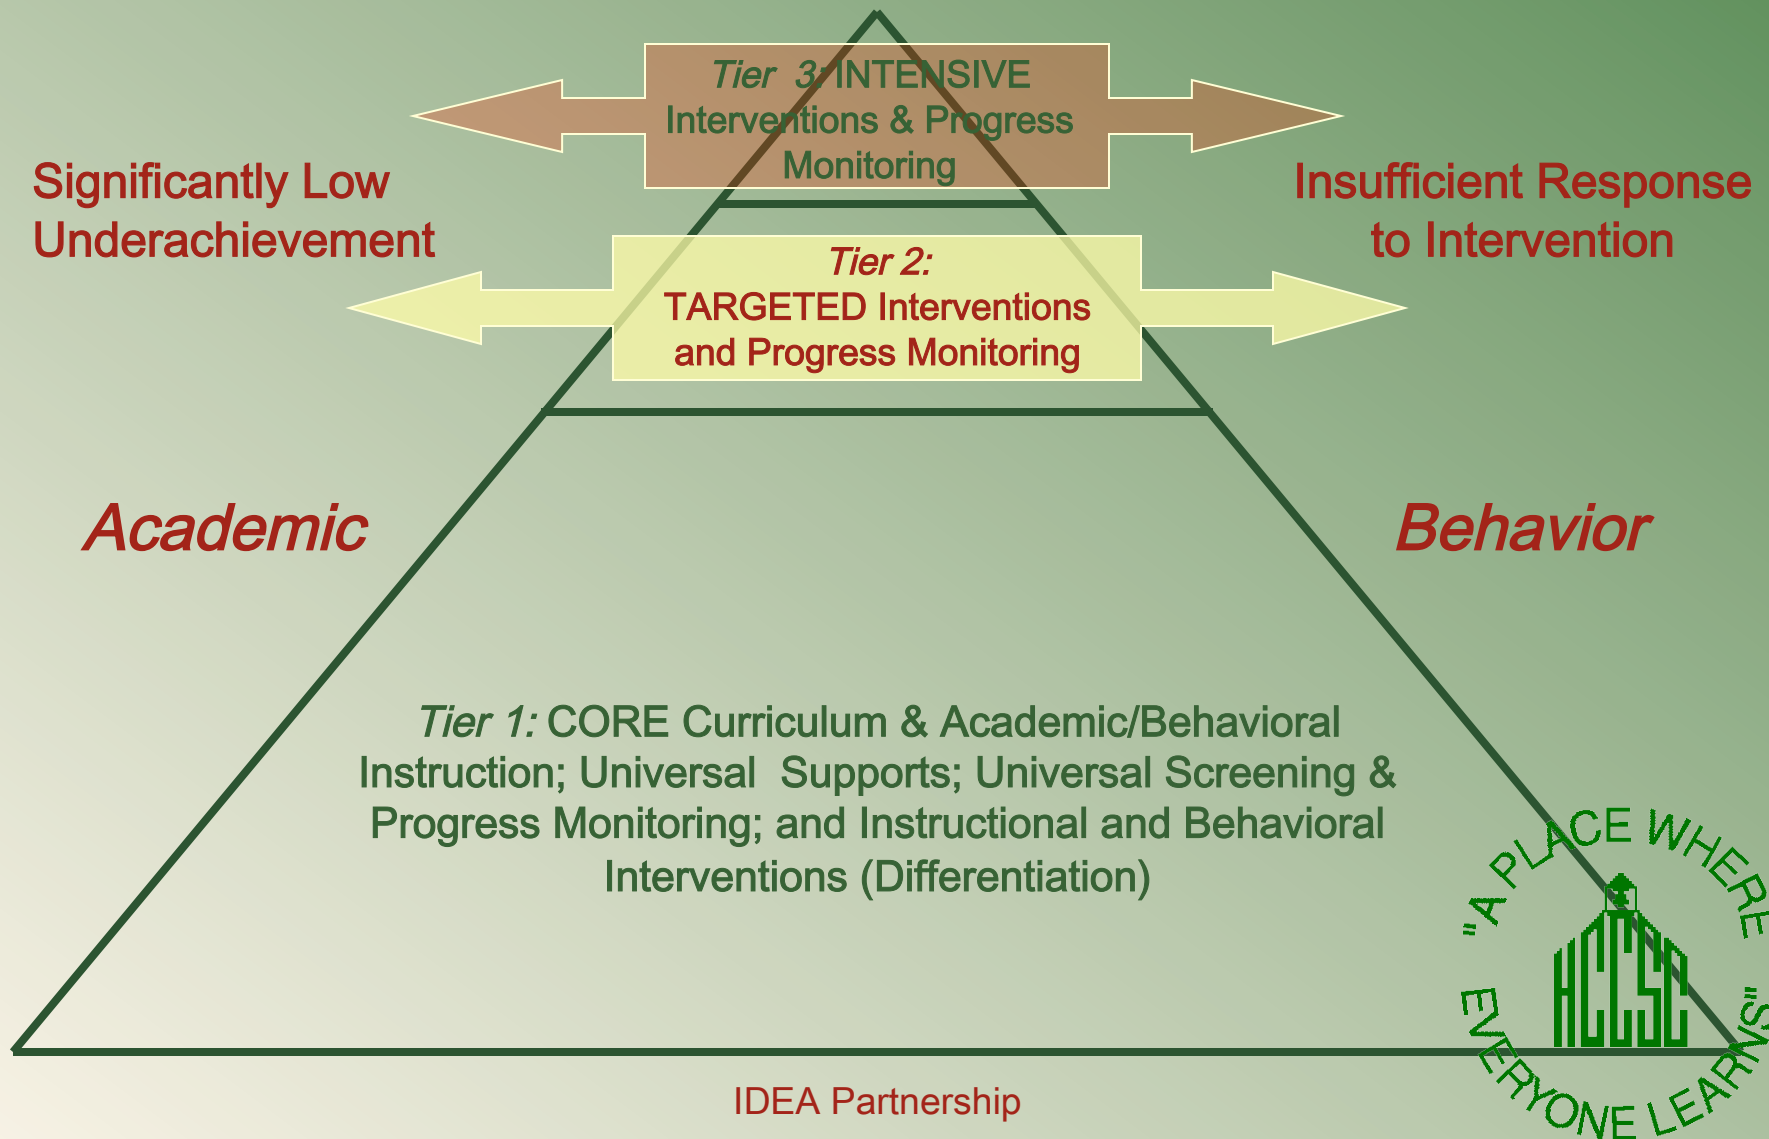 Tier  3: INTENSIVE
Interventions & Progress
Monitoring
Significantly Low
Underachievement
Insufficient Response
to Intervention
Tier 2:
TARGETED Interventions
and Progress Monitoring
Academic
Behavior
Tier 1: CORE Curriculum & Academic/Behavioral
Instruction; Universal  Supports; Universal Screening &
Progress Monitoring; and Instructional and Behavioral
Interventions (Differentiation)
"A PLACE WHERE
HCCSC
EVERYONE LEARNS"
IDEA Partnership